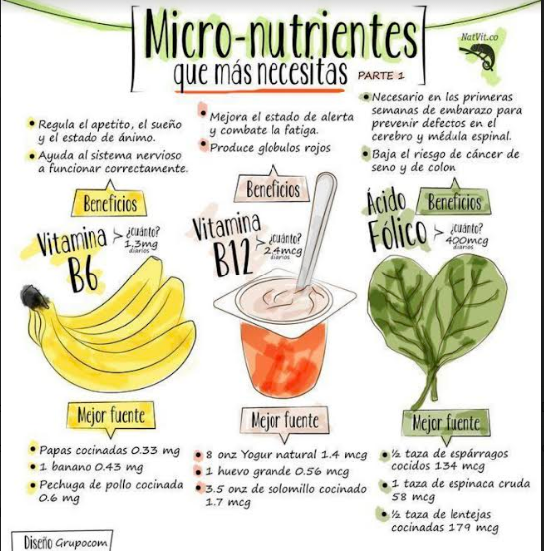 Micro-nutrientes
que más necesitas PARTE 1
NatVit.co
• Regula el apetito, el sueño
y el estado de ánimo.
• Ayuda al sistema nervioso
a funcionar correctamente.
Beneficios
Vitamina
B6
¿cuánto?
1.3mg
diarios
Mejor fuente
• Papas cocinadas 0.33 mg
• 1 banano 0.43 mg
• Pechuga de pollo cocinada
0.6 mg
• Mejora el estado de alerta
y combate la fatiga.
• Produce globulos rojos
Beneficios
Vitamina
B12
¿cuánto?
2.4mcg
diarios
Mejor fuente
• 8 onz Yogur natural 1.4 mcg
• 1 huevo grande 0.56 mcg
• 3.5 onz de solomillo cocinado
1.7 mcg
• Necesario en las primeras
semanas de embarazo para
prevenir defectos en el
cerebro y médula espinal.
• Baja el riesgo de cáncer de
seno y de colon
Beneficios
Ácido
Fólico
¿cuánto?
400mcg
diarios
Mejor fuente
• ½ taza de espárragos
cocidos 134 mcg
• 1 taza de espinaca cruda
58 mcg
• ½ taza de lentejas
cocinadas 179 mcg
Diseño Grupocom